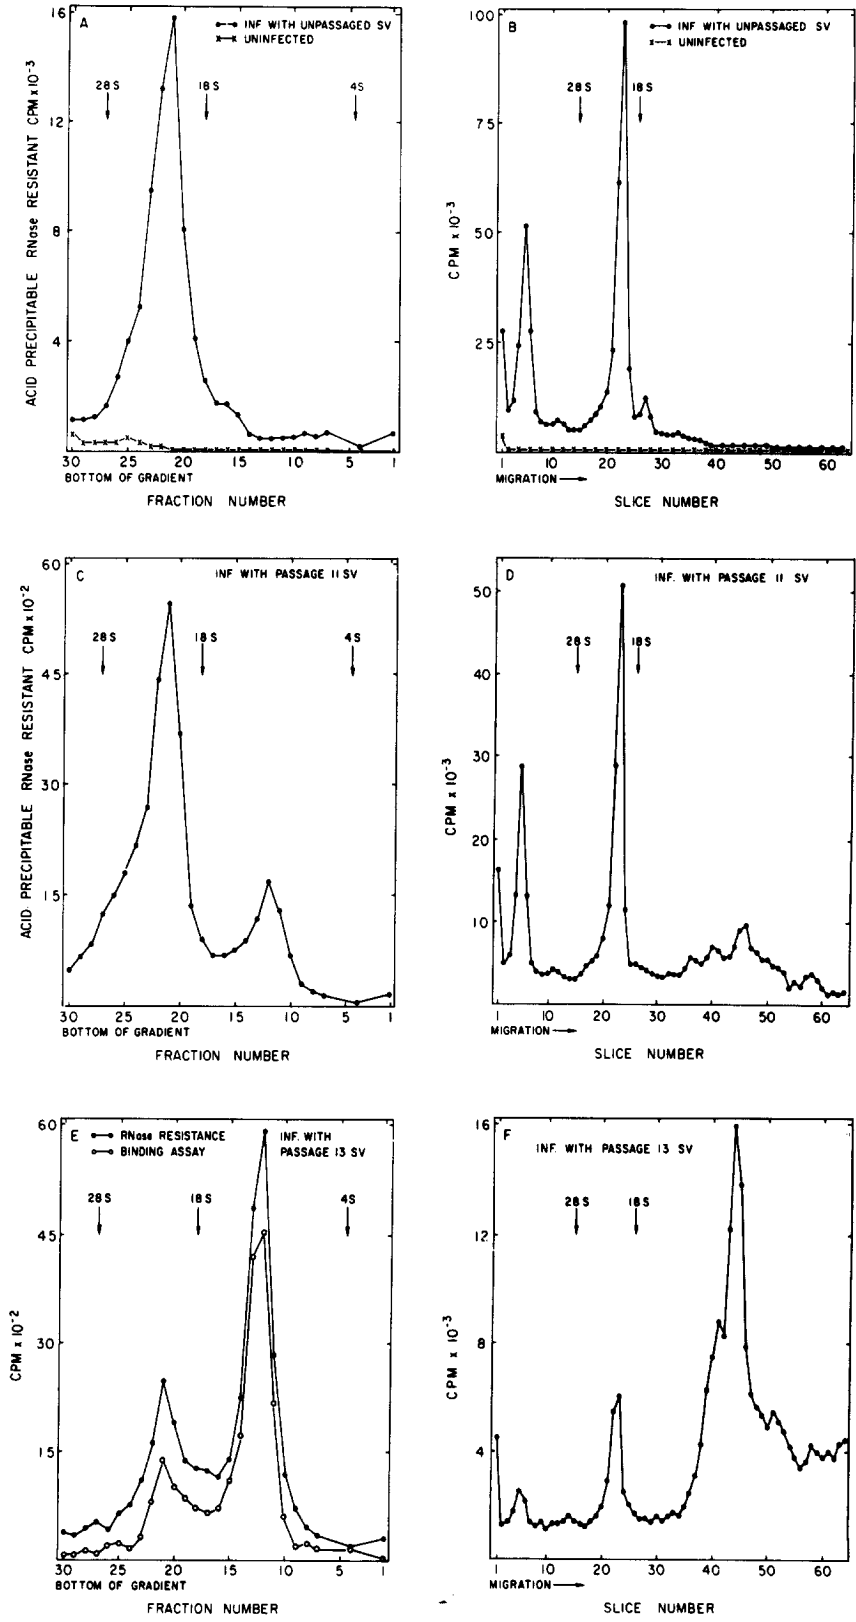 A
INF WITH UNPASSAGED SV
UNINFECTED
28S
18S
4S
16
12
8
4
ACID PRECIPITABLE RNase RESISTANT CPM x 10⁻³
30 25 20 15 10 5 1
BOTTOM OF GRADIENT
FRACTION NUMBER
B
INF WITH UNPASSAGED SV
UNINFECTED
28S
18S
100
75
50
25
CPM x 10⁻³
1 10 20 30 40 50 60
MIGRATION
SLICE NUMBER
C
INF WITH PASSAGE 11 SV
28S
18S
4S
60
45
30
15
ACID PRECIPITABLE RNase RESISTANT CPM x 10⁻²
30 25 20 15 10 5 1
BOTTOM OF GRADIENT
FRACTION NUMBER
D
INF. WITH PASSAGE 11 SV
28S
18S
50
40
30
20
10
CPM x 10⁻³
1 10 20 30 40 50 60
MIGRATION
SLICE NUMBER
E
RNase RESISTANCE
BINDING ASSAY
INF. WITH
PASSAGE 13 SV
28S
18S
4S
60
45
30
15
CPM x 10⁻²
30 25 20 15 10 5 1
BOTTOM OF GRADIENT
FRACTION NUMBER
F
INF. WITH PASSAGE 13 SV
28S
18S
16
12
8
4
CPM x 10⁻³
1 10 20 30 40 50 60
MIGRATION
SLICE NUMBER